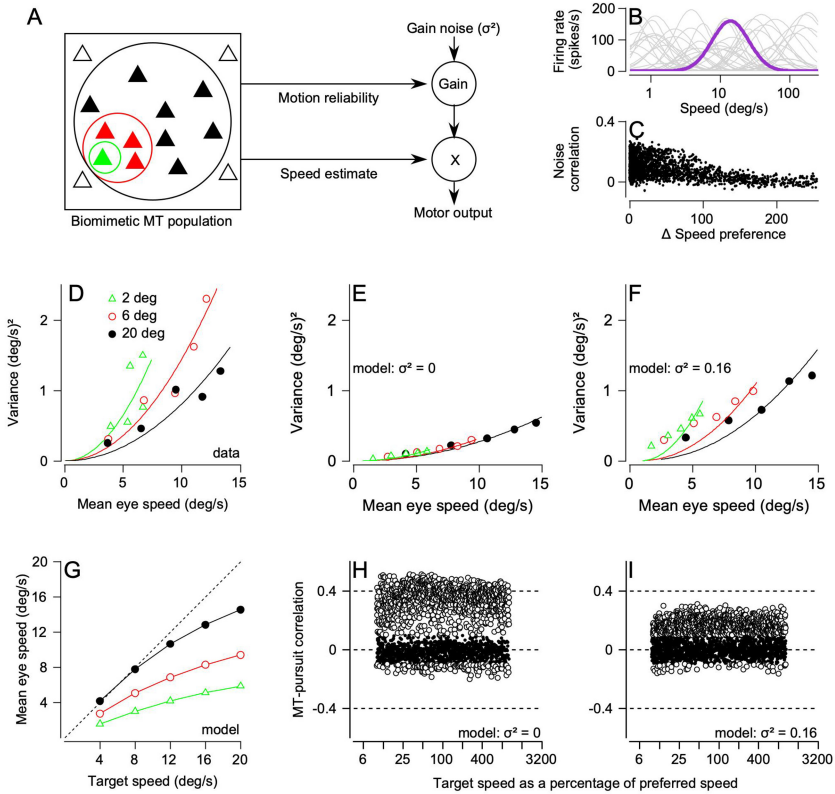 A
Gain noise (σ²)
Gain
Motion reliability
X
Speed estimate
Biomimetic MT population
Motor output
B
Firing rate
(spikes/s)
200
100
0
1
10
100
Speed (deg/s)
C
Noise
correlation
0.4
0
0
100
200
Δ Speed preference
D
2 deg
6 deg
20 deg
Variance (deg/s)²
2
1
0
data
0
5
10
15
Mean eye speed (deg/s)
E
Variance (deg/s)²
2
1
0
model: σ² = 0
0
5
10
15
Mean eye speed (deg/s)
F
Variance (deg/s)²
2
1
0
model: σ² = 0.16
0
5
10
15
Mean eye speed (deg/s)
G
Mean eye speed (deg/s)
20
16
12
8
4
model
4
8
12
16
20
Target speed (deg/s)
H
MT-pursuit correlation
0.4
0
-0.4
model: σ² = 0
6
25
100
400
3200
I
0.4
0
-0.4
model: σ² = 0.16
6
25
100
400
3200
Target speed as a percentage of preferred speed